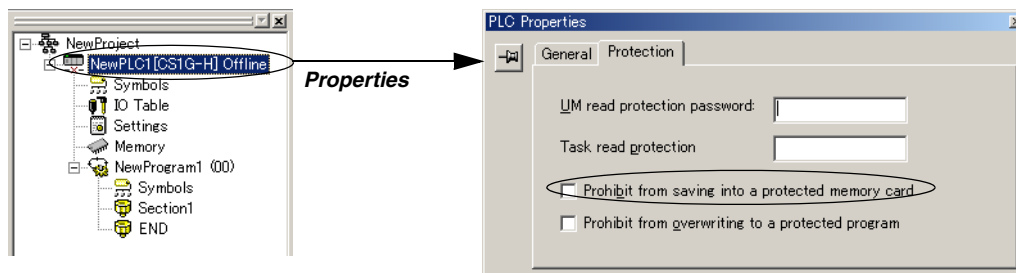 NewProject
NewPLC1[CS1G-H] Offline
Symbols
IO Table
Settings
Memory
NewProgram1 (00)
Symbols
Section1
END
Properties
PLC Properties
General
Protection
UM read protection password:
Task read protection
Prohibit from saving into a protected memory card
Prohibit from overwriting to a protected program